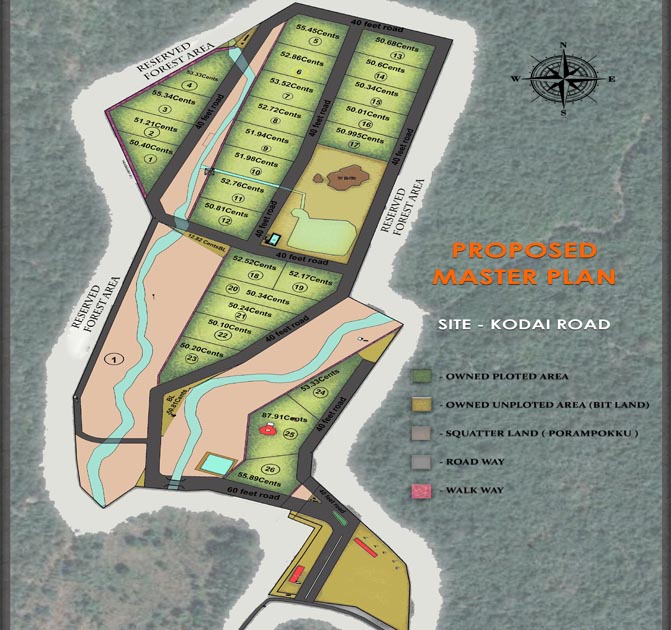 40 feet road
RESERVED
FOREST AREA
55.45Cents
5
52.86Cents
6
53.52Cents
7
52.72Cents
8
51.94Cents
9
51.98Cents
10
52.76Cents
11
50.81Cents
12
50.68Cents
13
50.6Cents
14
50.34Cents
15
50.01Cents
16
50.995Cents
17
53.33Cents
4
55.34Cents
3
51.21Cents
2
50.40Cents
1
40 feet road
40 feet road
40 feet road
40 feet road
N
W
E
S
RESERVED
FOREST AREA
12.82 CentsBL
40 feet road
52.52Cents
18
52.17Cents
19
20
50.34Cents
21
50.24Cents
50.10Cents
22
50.20Cents
23
40 feet road
RESERVED
FOREST AREA
1
BL
53.33Cents
24
87.91Cents
25
26
55.89Cents
40 feet road
60 feet road
PROPOSED
MASTER PLAN
SITE - KODAI ROAD
- OWNED PLOTED AREA
- OWNED UNPLOTED AREA (BIT LAND)
- SQUATTER LAND ( PORAMPOKKU )
- ROAD WAY
- WALK WAY